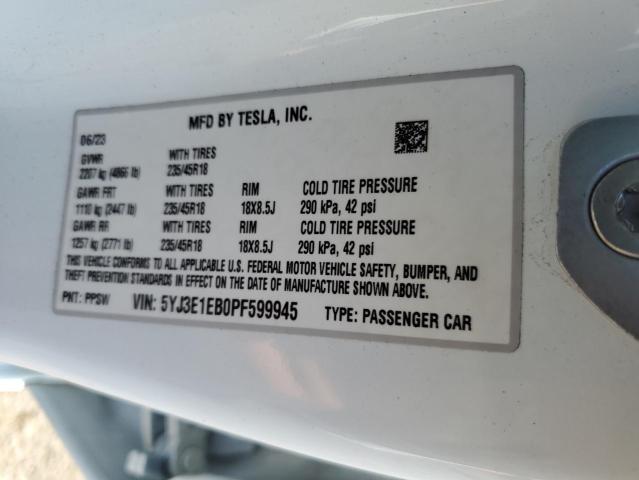 MFD BY TESLA, INC.
06/23
GVWR WITH TIRES
2207 kg (4866 lb) 235/45R18
GAWR FRT WITH TIRES RIM COLD TIRE PRESSURE
1110 kg (2447 lb) 235/45R18 18X8.5J 290 kPa, 42 psi
GAWR RR WITH TIRES RIM COLD TIRE PRESSURE
1257 kg (2771 lb) 235/45R18 18X8.5J 290 kPa, 42 psi
THIS VEHICLE CONFORMS TO ALL APPLICABLE U.S. FEDERAL MOTOR VEHICLE SAFETY, BUMPER, AND
THEFT PREVENTION STANDARDS IN EFFECT ON THE DATE OF MANUFACTURE SHOWN ABOVE.
PNT: PPSW VIN: 5YJ3E1EB0PF599945 TYPE: PASSENGER CAR